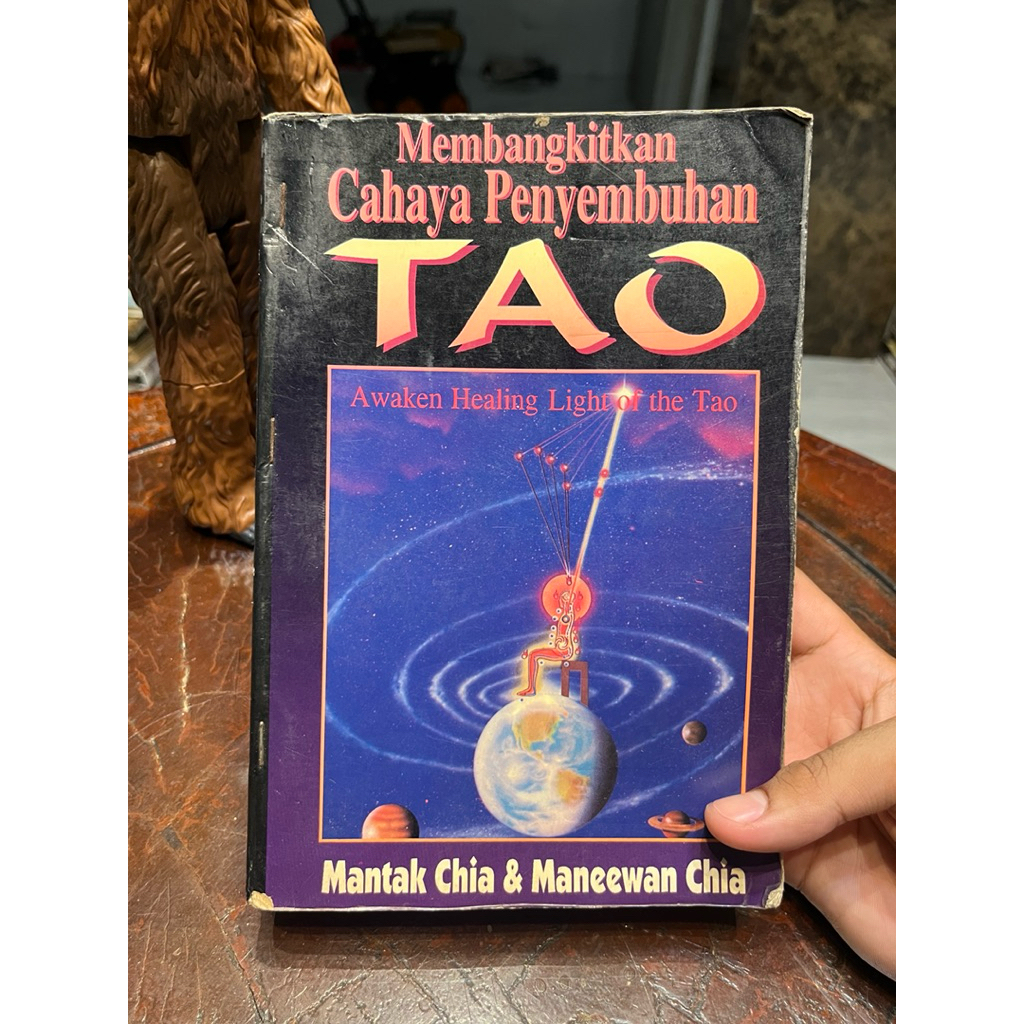 Membangkitkan
Cahaya Penyembuhan
TAO
Awaken Healing Light of the Tao
Mantak Chia & Maneewan Chia